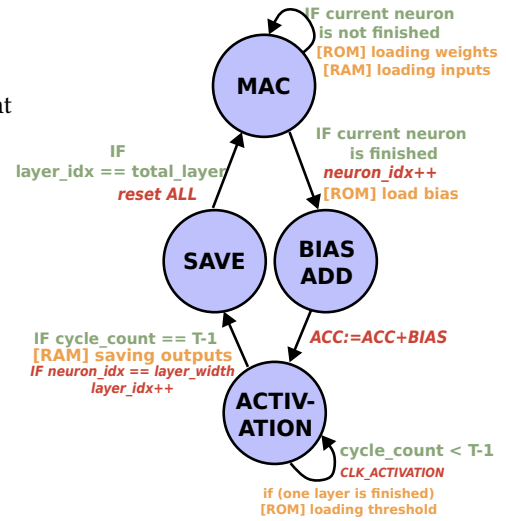 IF current neuron
is not finished
[ROM] loading weights
[RAM] loading inputs
MAC
nt
IF current neuron
is finished
neuron_idx++
[ROM] load bias
IF
layer_idx == total_layer
reset ALL
SAVE
BIAS
ADD
IF cycle_count == T-1
[RAM] saving outputs
IF neuron_idx == layer_width
layer_idx++
ACC:=ACC+BIAS
ACTIV-
ATION
cycle_count < T-1
CLK_ACTIVATION
if (one layer is finished)
[ROM] loading threshold